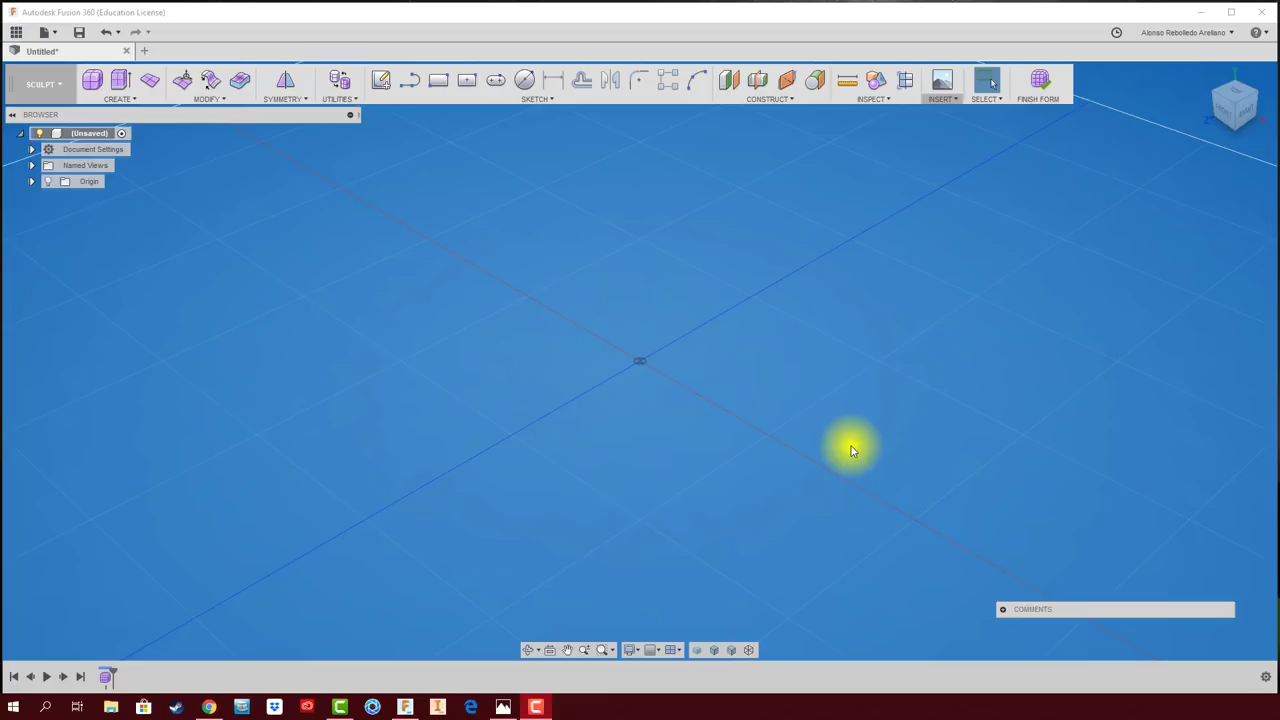 Autodesk Fusion 360 (Education License)
Alonso Rebolledo Arellano
Untitled*
SCULPT
CREATE
MODIFY
SYMMETRY
UTILITIES
SKETCH
CONSTRUCT
INSPECT
INSERT
SELECT
FINISH FORM
BROWSER
(Unsaved)
Document Settings
Named Views
Origin
COMMENTS